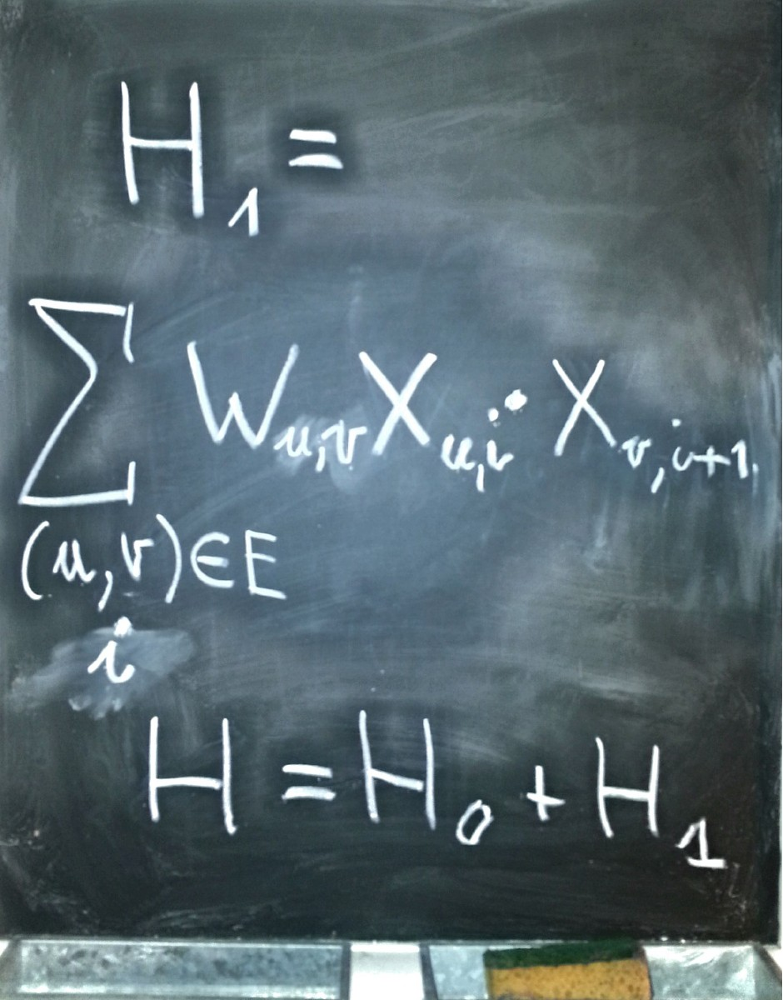 H₁ =
∑ W_{u,v} X_{u,i} · X_{v,i+1}
(u,v)∈E
i
H = H₀ + H₁